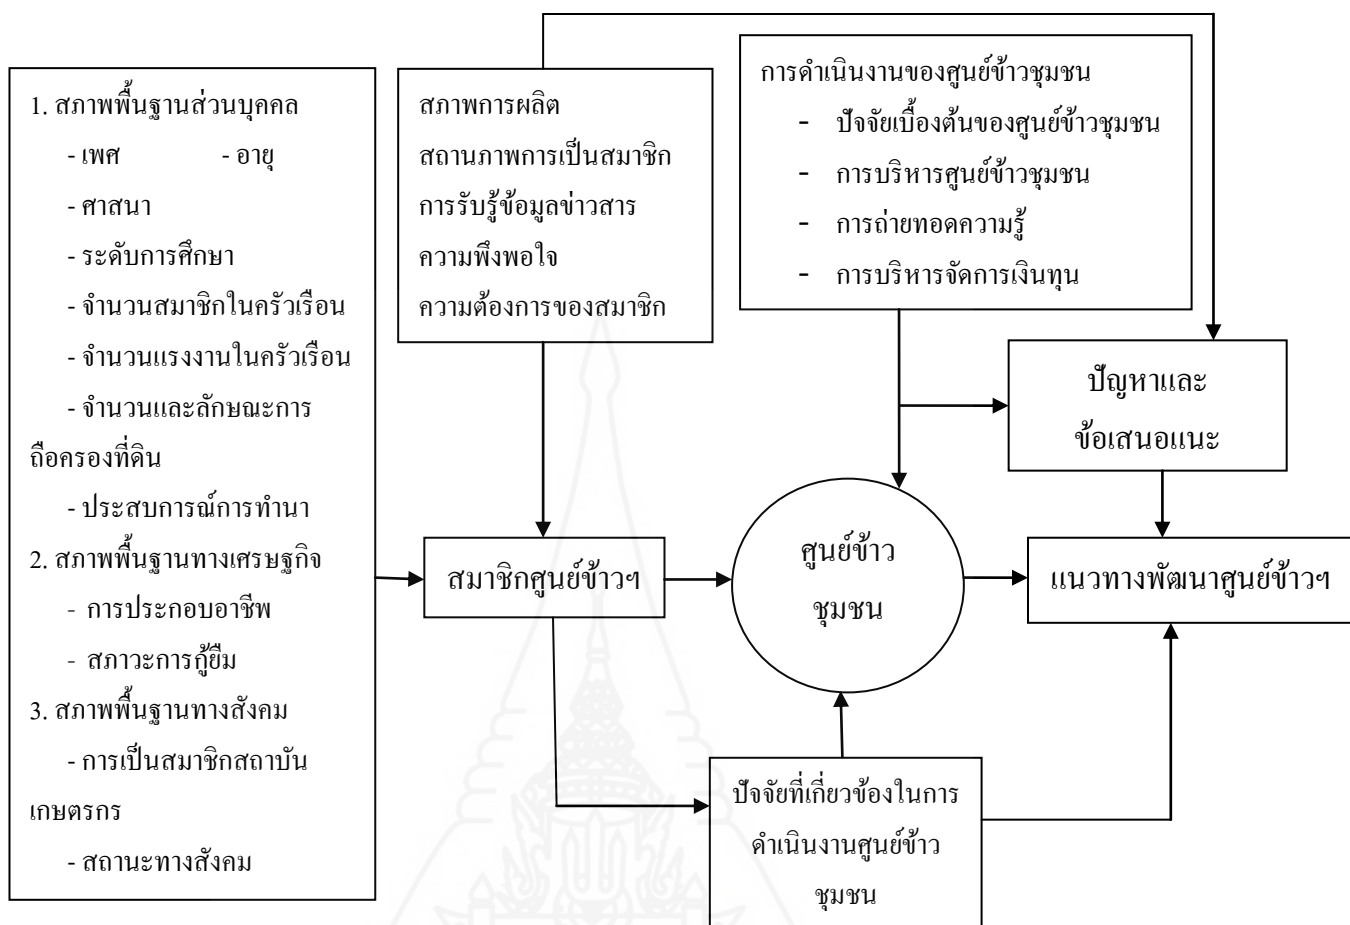 1. สภาพพื้นฐานส่วนบุคคล
- เพศ - อายุ
- ศาสนา
- ระดับการศึกษา
- จำนวนสมาชิกในครัวเรือน
- จำนวนแรงงานในครัวเรือน
- จำนวนและลักษณะการ
ถือครองที่ดิน
- ประสบการณ์การทำนา
2. สภาพพื้นฐานทางเศรษฐกิจ
- การประกอบอาชีพ
- สภาวะการกู้ยืม
3. สภาพพื้นฐานทางสังคม
- การเป็นสมาชิกสถาบัน
เกษตรกร
- สถานะทางสังคม
สภาพการผลิต
สถานภาพการเป็นสมาชิก
การรับรู้ข้อมูลข่าวสาร
ความพึงพอใจ
ความต้องการของสมาชิก
การดำเนินงานของศูนย์ข้าวชุมชน
- ปัจจัยเบื้องต้นของศูนย์ข้าวชุมชน
- การบริหารศูนย์ข้าวชุมชน
- การถ่ายทอดความรู้
- การบริหารจัดการเงินทุน
ปัญหาและ
ข้อเสนอแนะ
สมาชิกศูนย์ข้าวฯ
ศูนย์ข้าว
ชุมชน
แนวทางพัฒนาศูนย์ข้าวฯ
ปัจจัยที่เกี่ยวข้องในการ
ดำเนินงานศูนย์ข้าว
ชุมชน